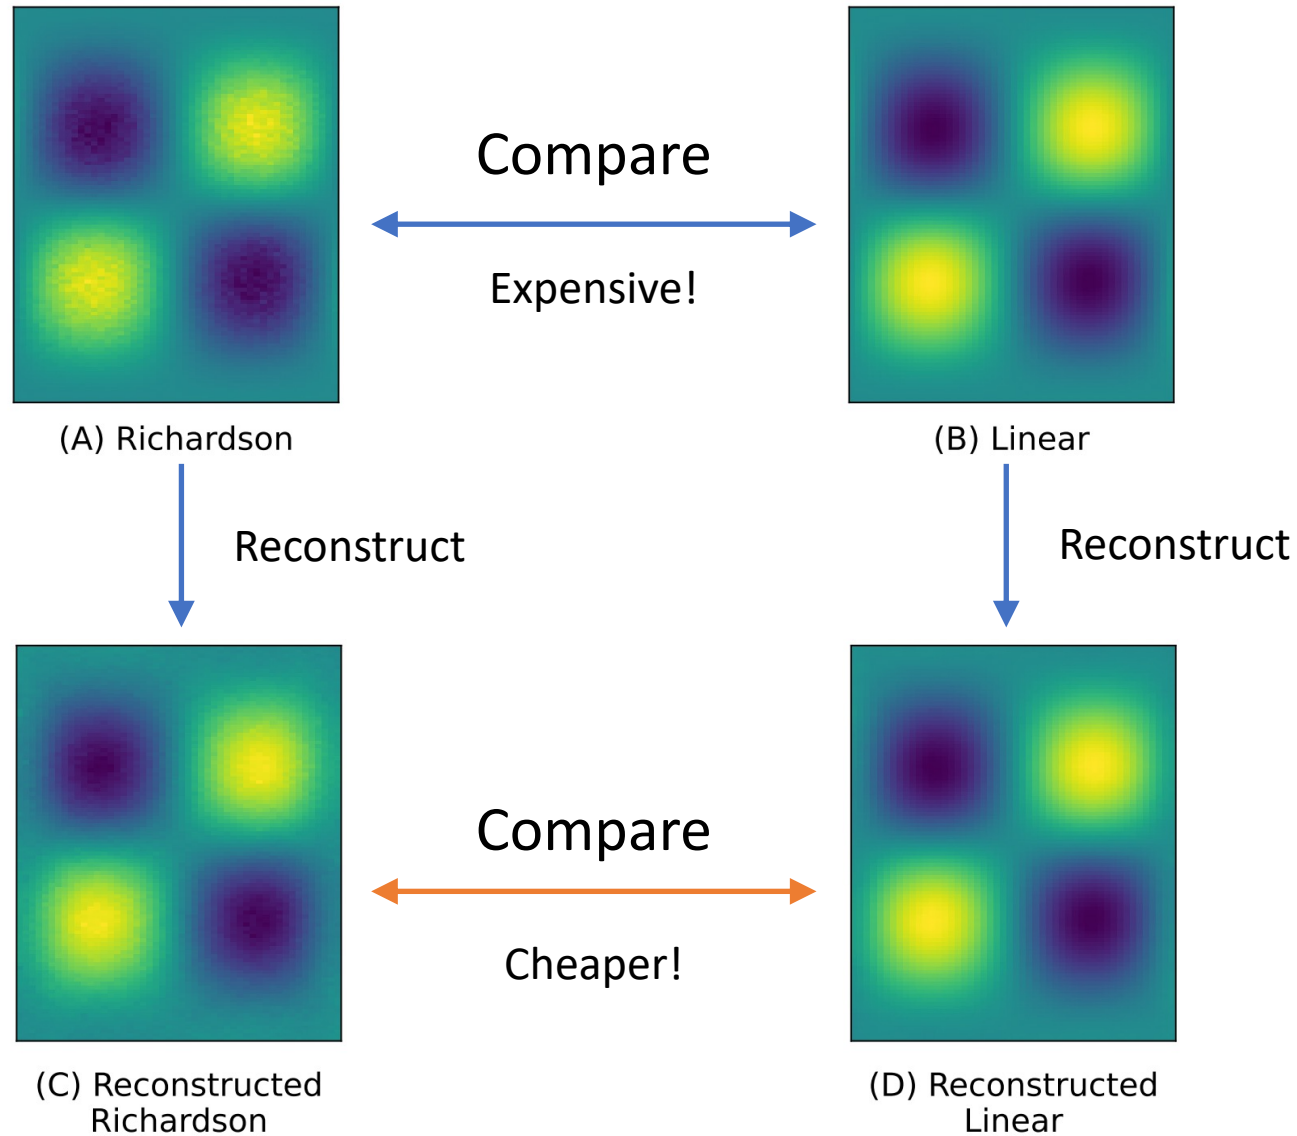 Compare
Expensive!
(A) Richardson
(B) Linear
Reconstruct
Reconstruct
Compare
Cheaper!
(C) Reconstructed
Richardson
(D) Reconstructed
Linear